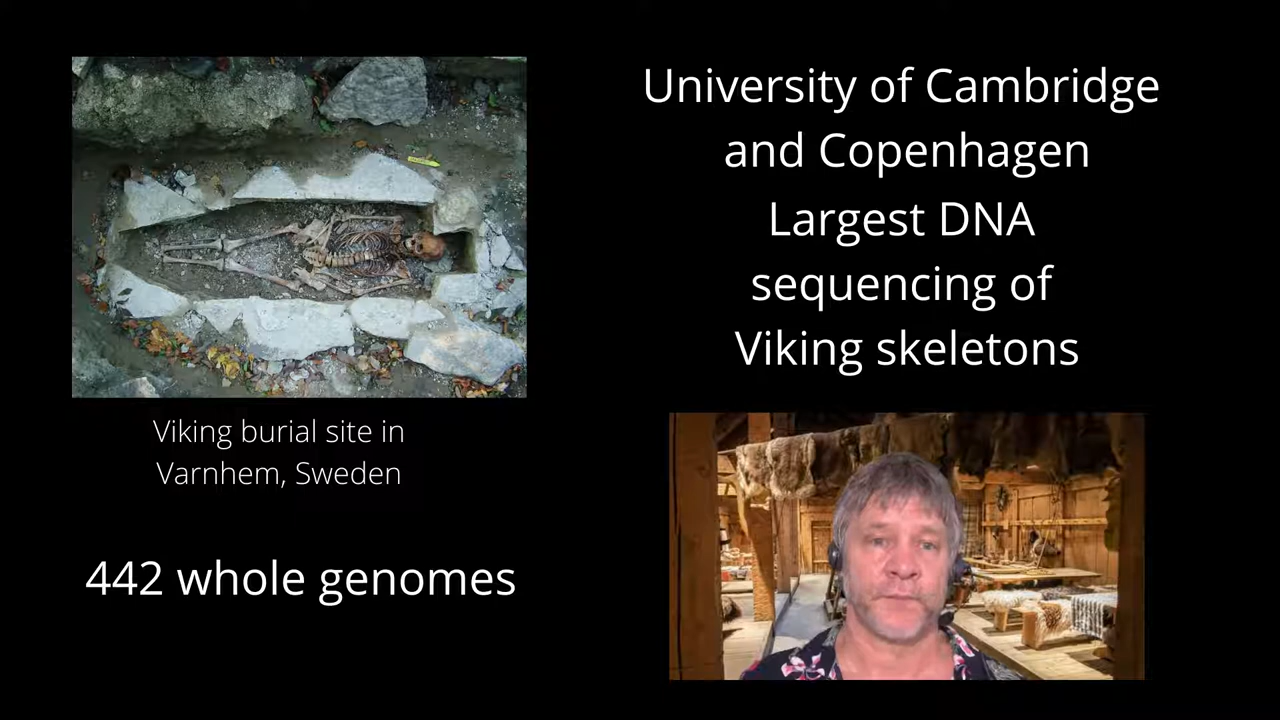 University of Cambridge
and Copenhagen
Largest DNA
sequencing of
Viking skeletons
Viking burial site in
Varnhem, Sweden
442 whole genomes